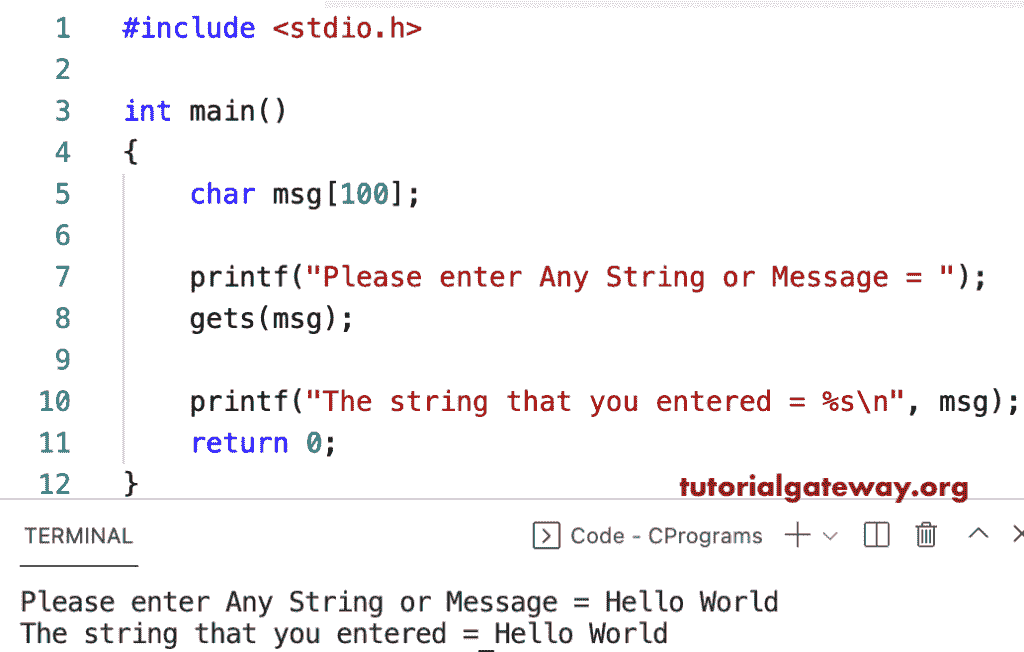 1 #include <stdio.h>
2
3 int main()
4 {
5 char msg[100];
6
7 printf("Please enter Any String or Message = ");
8 gets(msg);
9
10 printf("The string that you entered = %s\n", msg);
11 return 0;
12 }
tutorialgateway.org
TERMINAL
Code - CPrograms
Please enter Any String or Message = Hello World
The string that you entered = Hello World